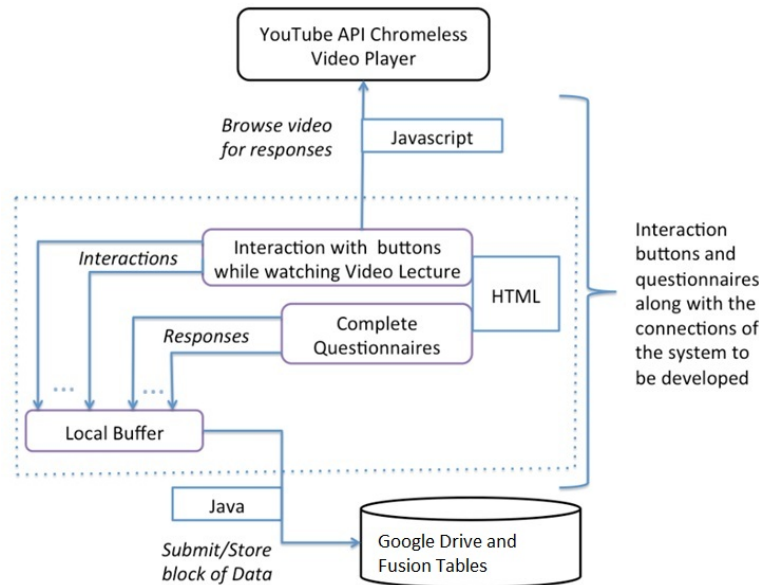 YouTube API Chromeless
Video Player
Browse video
for responses
Javascript
Interaction with buttons
while watching Video Lecture
Interactions
HTML
Complete
Questionnaires
Responses
...
...
Local Buffer
Java
Submit/Store
block of Data
Google Drive and
Fusion Tables
Interaction
buttons and
questionnaires
along with the
connections of
the system to
be developed